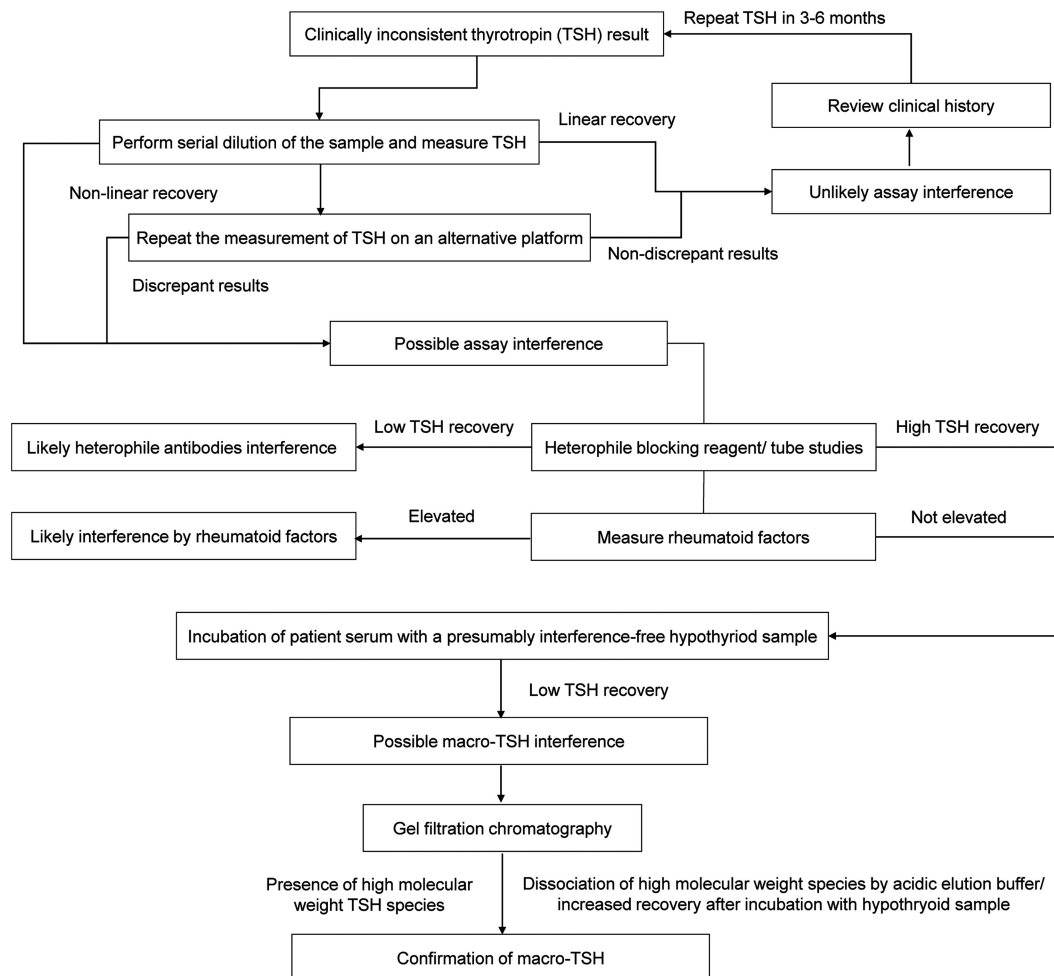 Repeat TSH in 3-6 months
Clinically inconsistent thyrotropin (TSH) result
Review clinical history
Linear recovery
Perform serial dilution of the sample and measure TSH
Unlikely assay interference
Non-linear recovery
Repeat the measurement of TSH on an alternative platform
Non-discrepant results
Discrepant results
Possible assay interference
Low TSH recovery
High TSH recovery
Likely heterophile antibodies interference
Heterophile blocking reagent/ tube studies
Elevated
Not elevated
Likely interference by rheumatoid factors
Measure rheumatoid factors
Incubation of patient serum with a presumably interference-free hypothyriod sample
Low TSH recovery
Possible macro-TSH interference
Gel filtration chromatography
Presence of high molecular
weight TSH species
Dissociation of high molecular weight species by acidic elution buffer/
increased recovery after incubation with hypothryoid sample
Confirmation of macro-TSH